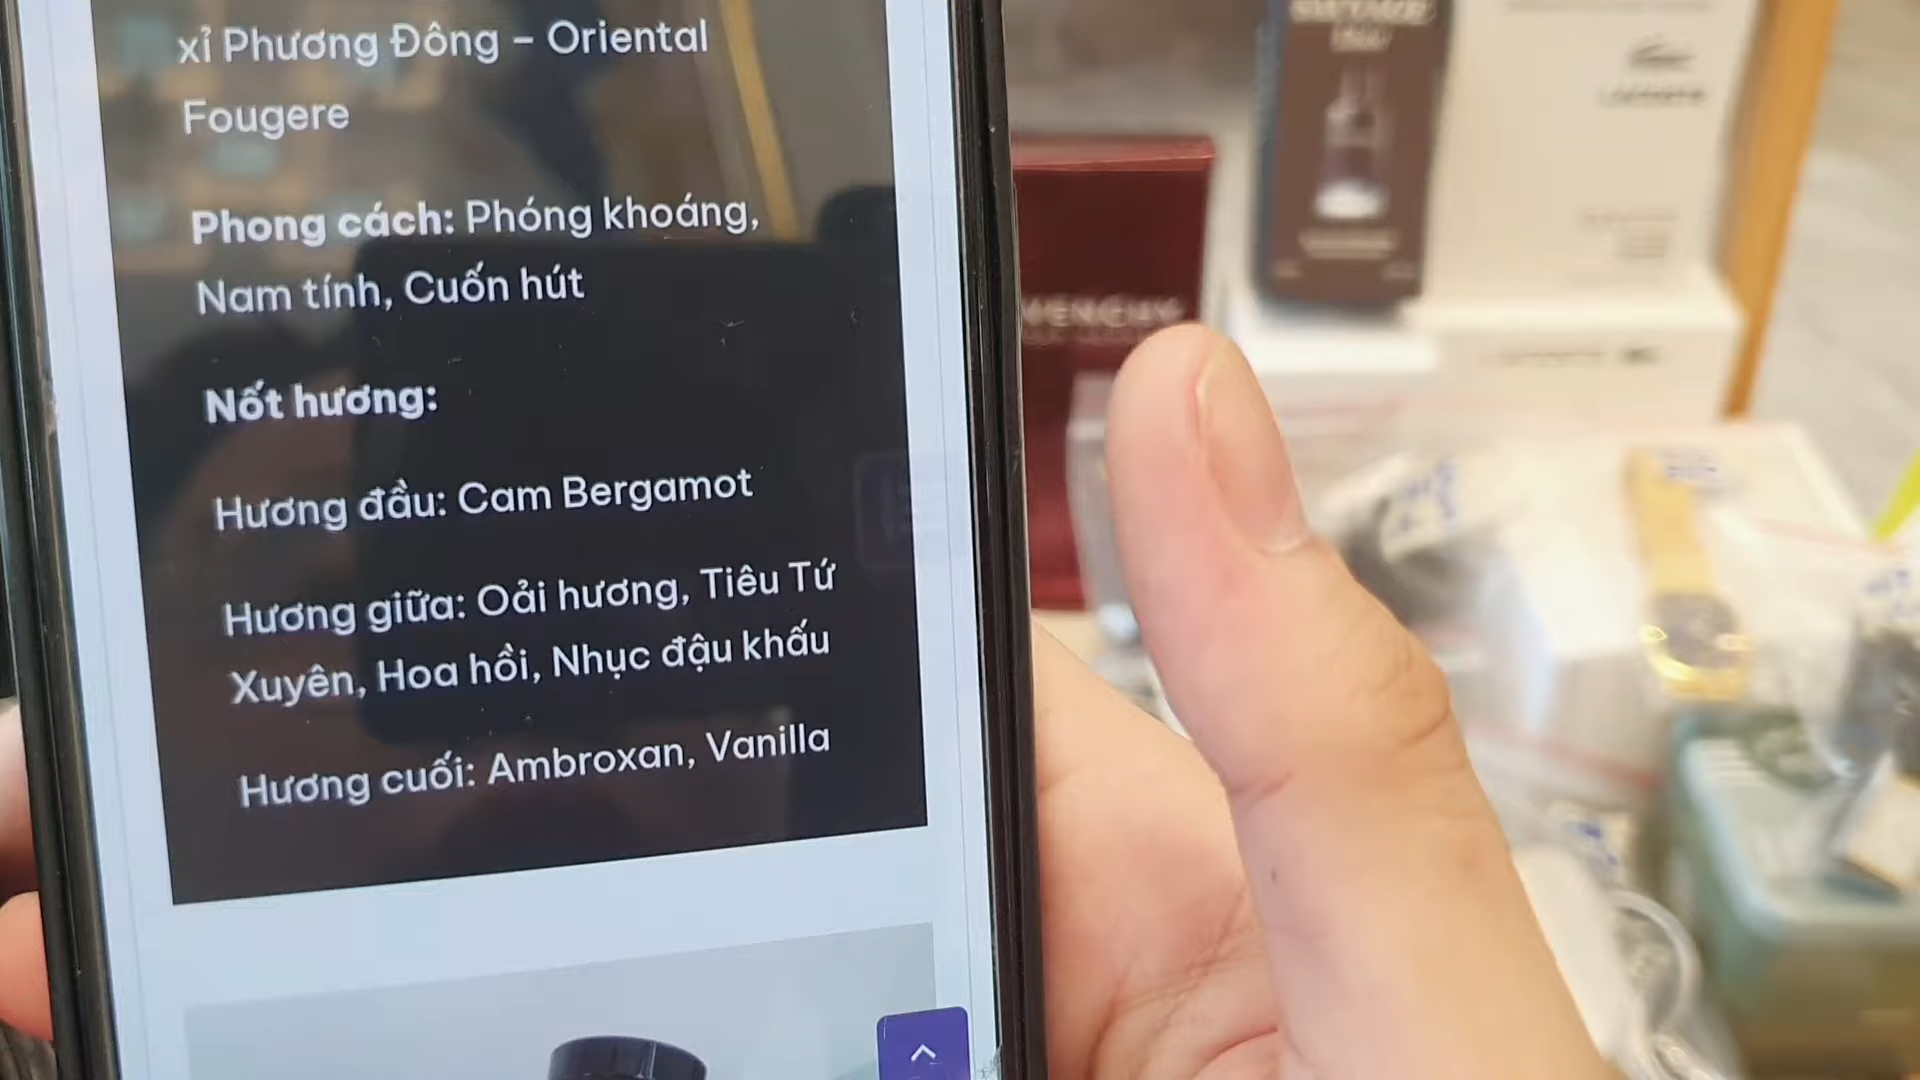 xỉ Phương Đông – Oriental
Fougere
Phong cách: Phóng khoáng,
Nam tính, Cuốn hút
Nốt hương:
Hương đầu: Cam Bergamot
Hương giữa: Oải hương, Tiêu Tứ
Xuyên, Hoa hồi, Nhục đậu khấu
Hương cuối: Ambroxan, Vanilla
VENCHY